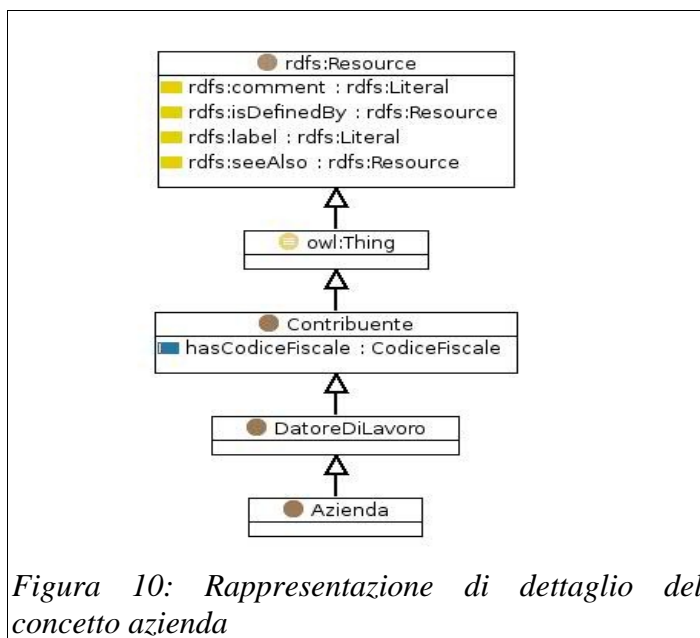 rdfs:Resource
rdfs:comment : rdfs:Literal
rdfs:isDefinedBy : rdfs:Resource
rdfs:label : rdfs:Literal
rdfs:seeAlso : rdfs:Resource
owl:Thing
Contribuente
hasCodiceFiscale : CodiceFiscale
DatoreDiLavoro
Azienda
Figura 10: Rappresentazione di dettaglio del
concetto azienda